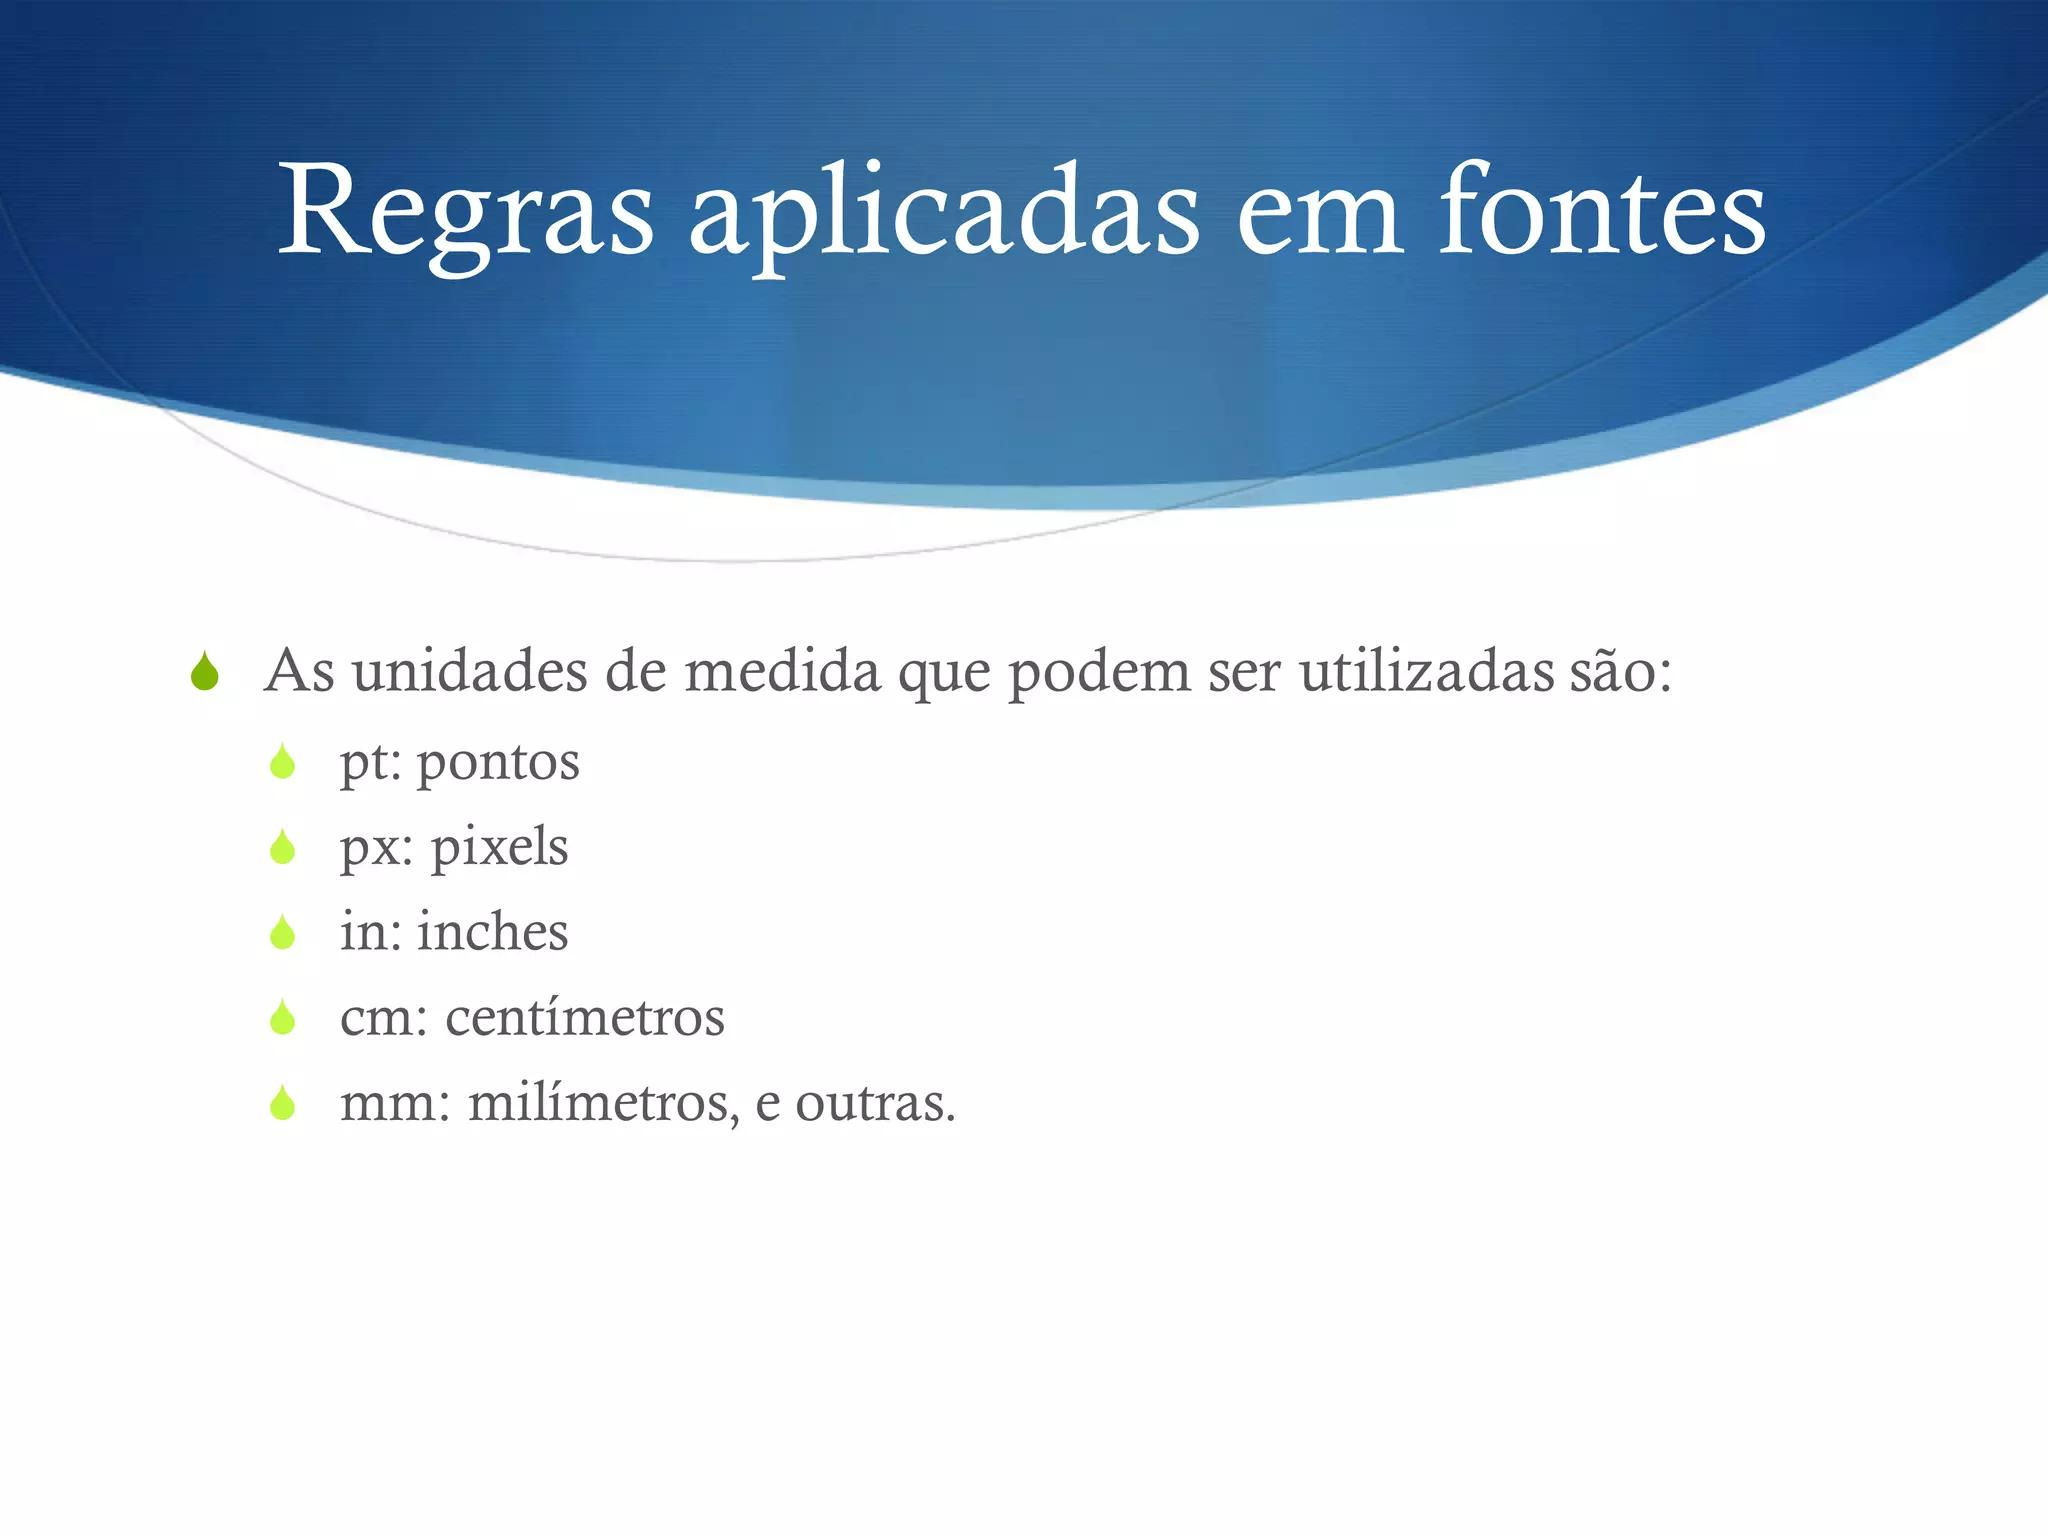 Regras aplicadas em fontes
As unidades de medida que podem ser utilizadas são:
pt: pontos
px: pixels
in: inches
cm: centímetros
mm: milímetros, e outras.